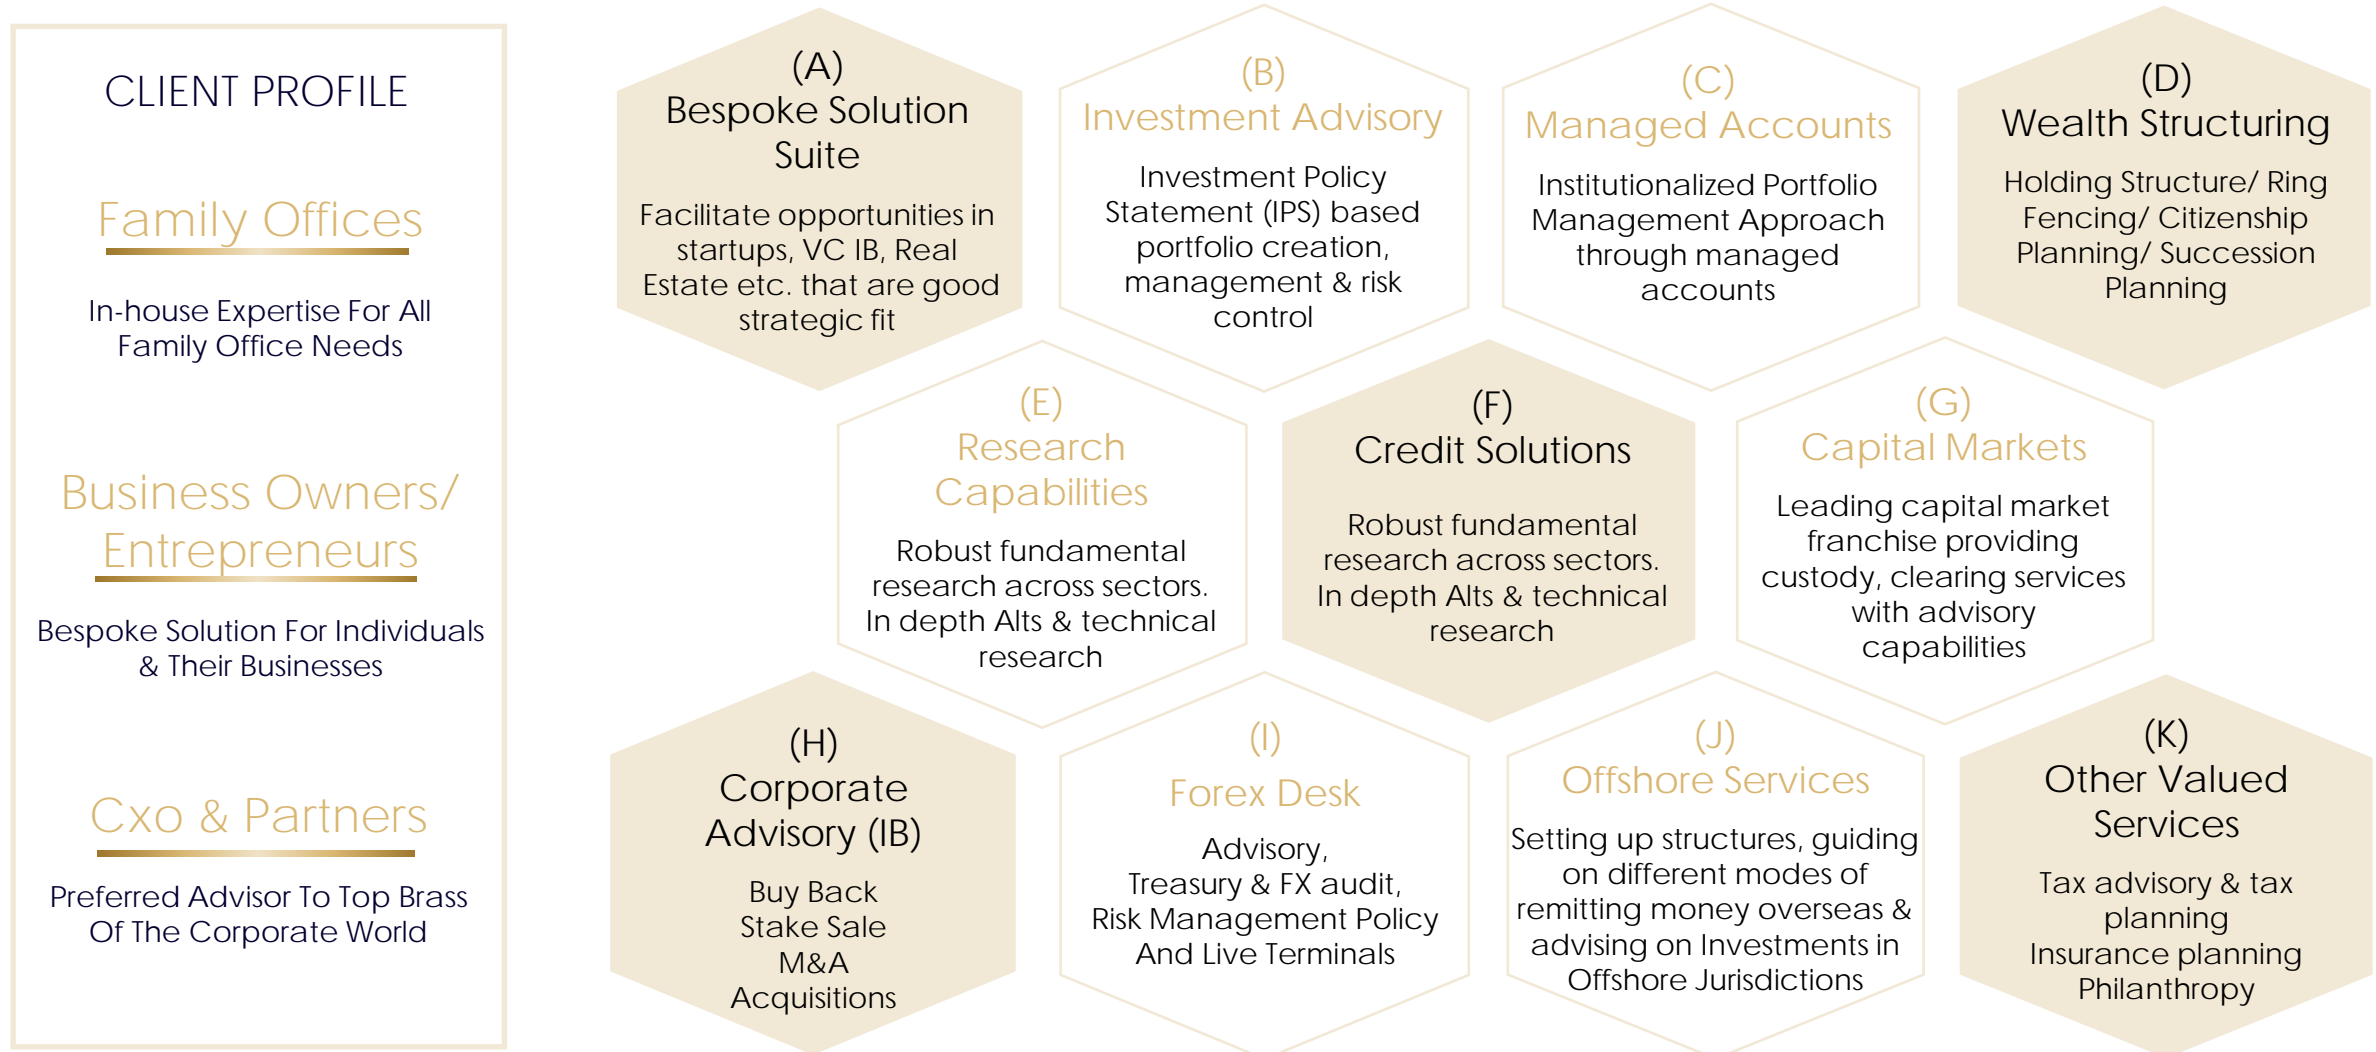 CLIENT PROFILE
Family Offices
In-house Expertise For All
Family Office Needs
Business Owners/
Entrepreneurs
Bespoke Solution For Individuals
& Their Businesses
Cxo & Partners
Preferred Advisor To Top Brass
Of The Corporate World
(A)
Bespoke Solution
Suite
Facilitate opportunities in
startups, VC IB, Real
Estate etc. that are good
strategic fit
(B)
Investment Advisory
Investment Policy
Statement (IPS) based
portfolio creation,
management & risk
control
(C)
Managed Accounts
Institutionalized Portfolio
Management Approach
through managed
accounts
(D)
Wealth Structuring
Holding Structure/ Ring
Fencing/ Citizenship
Planning/ Succession
Planning
(E)
Research
Capabilities
Robust fundamental
research across sectors.
In depth Alts & technical
research
(F)
Credit Solutions
Robust fundamental
research across sectors.
In depth Alts & technical
research
(G)
Capital Markets
Leading capital market
franchise providing
custody, clearing services
with advisory
capabilities
(H)
Corporate
Advisory (IB)
Buy Back
Stake Sale
M&A
Acquisitions
(I)
Forex Desk
Advisory,
Treasury & FX audit,
Risk Management Policy
And Live Terminals
(J)
Offshore Services
Setting up structures, guiding
on different modes of
remitting money overseas &
advising on Investments in
Offshore Jurisdictions
(K)
Other Valued
Services
Tax advisory & tax
planning
Insurance planning
Philanthropy